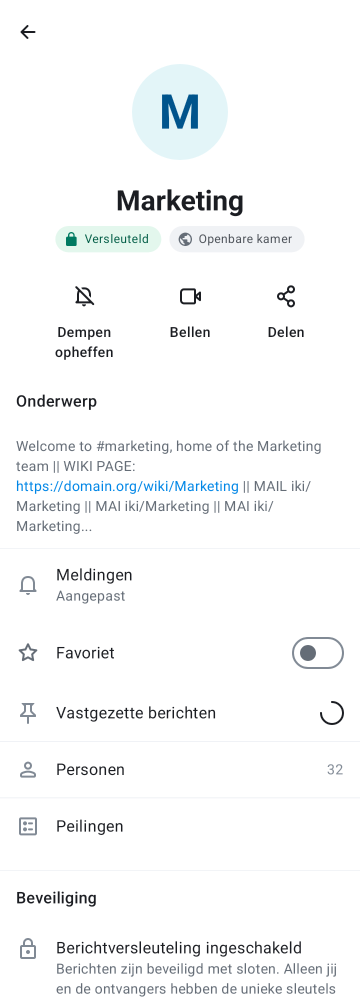 M
Marketing
Versleuteld
Openbare kamer
Dempen
opheffen
Bellen
Delen
Onderwerp
Welcome to #marketing, home of the Marketing
team || WIKI PAGE:
https://domain.org/wiki/Marketing || MAIL iki/
Marketing || MAI iki/Marketing || MAI iki/
Marketing...
Meldingen
Aangepast
Favoriet
Vastgezette berichten
Personen
32
Peilingen
Beveiliging
Berichtversleuteling ingeschakeld
Berichten zijn beveiligd met sloten. Alleen jij
en de ontvangers hebben de unieke sleutels